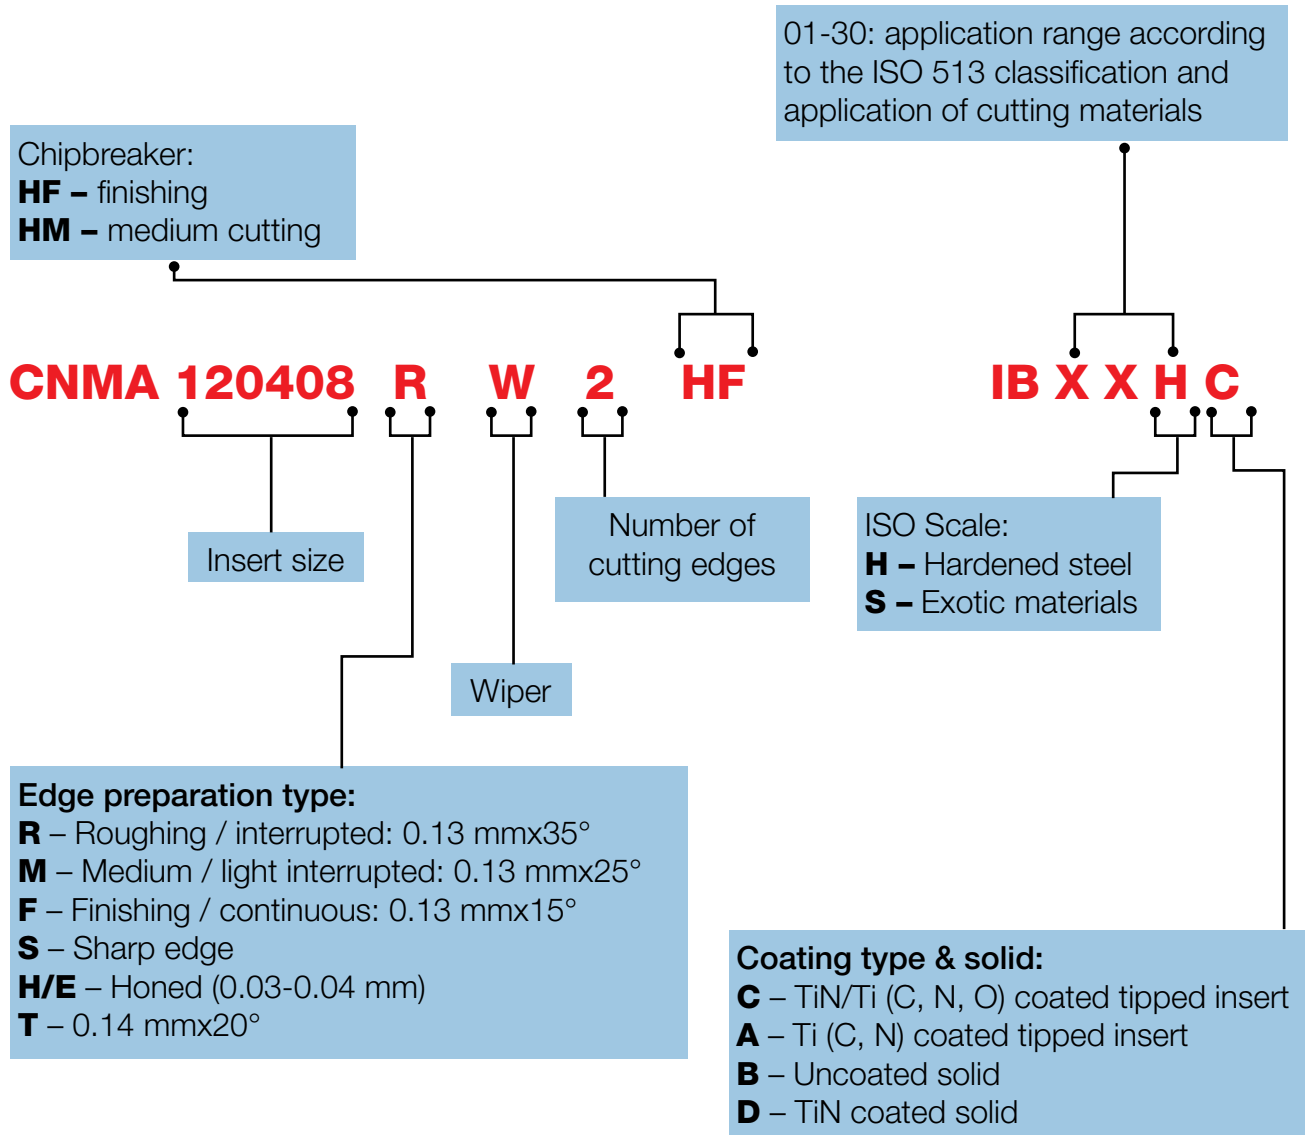 01-30: application range according
to the ISO 513 classification and
application of cutting materials
Chipbreaker:
HF – finishing
HM – medium cutting
CNMA 120408 R W 2 HF IB X X H C
Insert size
Number of
cutting edges
ISO Scale:
H – Hardened steel
S – Exotic materials
Wiper
Edge preparation type:
R – Roughing / interrupted: 0.13 mmx35°
M – Medium / light interrupted: 0.13 mmx25°
F – Finishing / continuous: 0.13 mmx15°
S – Sharp edge
H/E – Honed (0.03-0.04 mm)
T – 0.14 mmx20°
Coating type & solid:
C – TiN/Ti (C, N, O) coated tipped insert
A – Ti (C, N) coated tipped insert
B – Uncoated solid
D – TiN coated solid